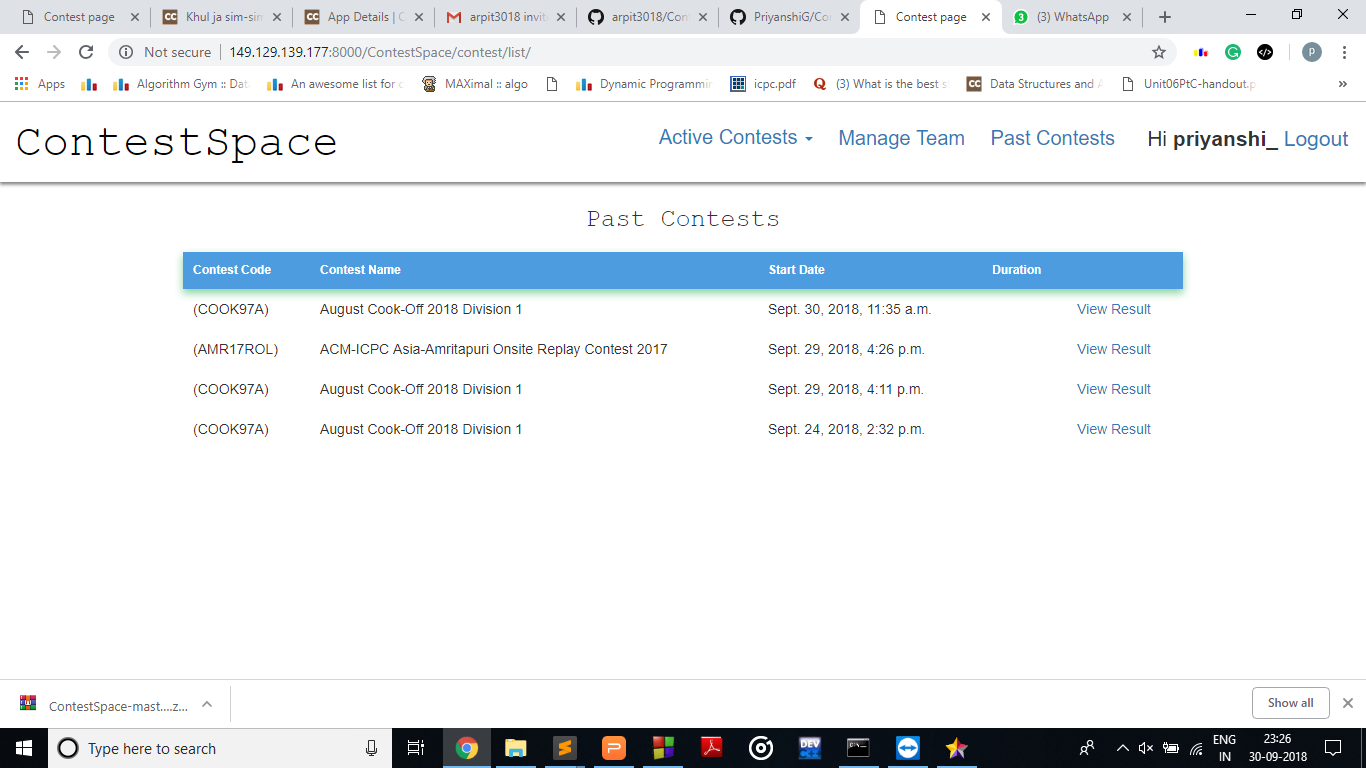 Contest page
Khul ja sim-sim
App Details | C
arpit3018 invit
arpit3018/Con
PriyanshiG/Con
Contest page
(3) WhatsApp
Not secure | 149.129.139.177:8000/ContestSpace/contest/list/
Apps
Algorithm Gym :: Dat
An awesome list for c
MAXimal :: algo
Dynamic Programmin
icpc.pdf
(3) What is the best s
Data Structures and A
Unit06PtC-handout.p
ContestSpace
Active Contests
Manage Team
Past Contests
Hi priyanshi_ Logout
Past Contests
Contest Code Contest Name Start Date Duration
(COOK97A) August Cook-Off 2018 Division 1 Sept. 30, 2018, 11:35 a.m. View Result
(AMR17ROL) ACM-ICPC Asia-Amritapuri Onsite Replay Contest 2017 Sept. 29, 2018, 4:26 p.m. View Result
(COOK97A) August Cook-Off 2018 Division 1 Sept. 29, 2018, 4:11 p.m. View Result
(COOK97A) August Cook-Off 2018 Division 1 Sept. 24, 2018, 2:32 p.m. View Result
ContestSpace-mast....z...
Show all
Type here to search
DEV
ENG
IN
23:26
30-09-2018